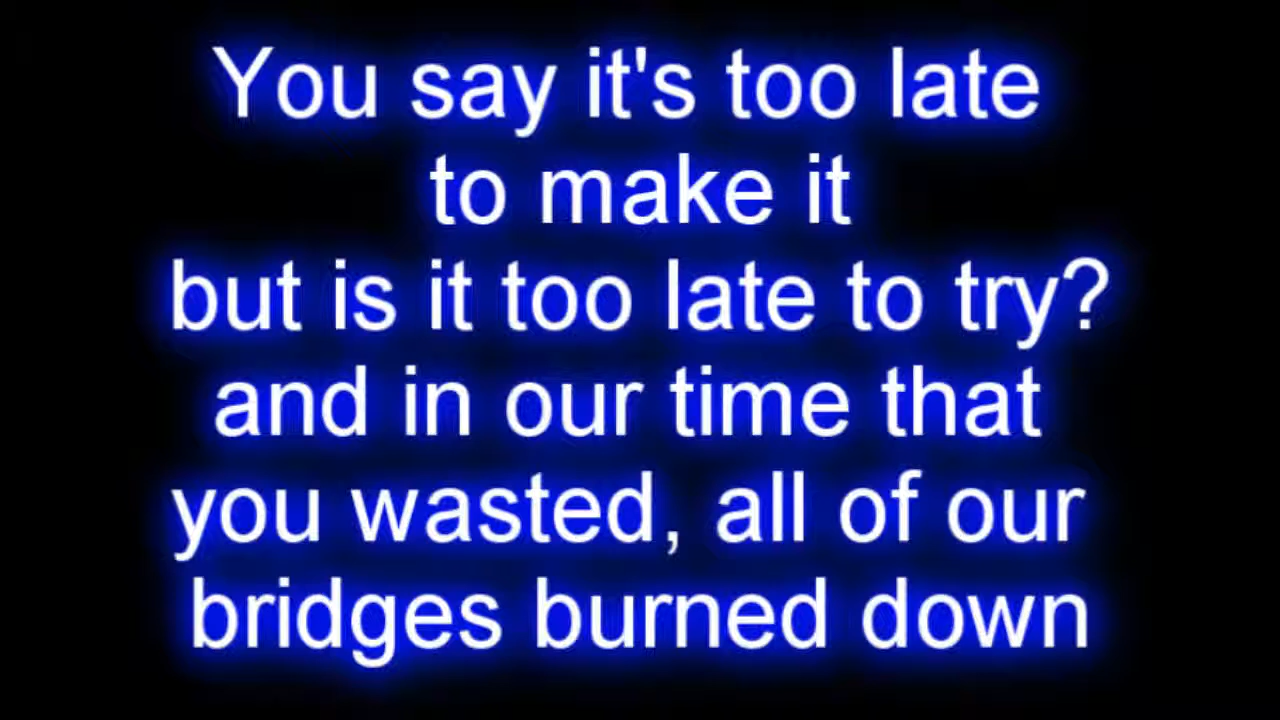 You say it's too late
to make it
but is it too late to try?
and in our time that
you wasted, all of our
bridges burned down